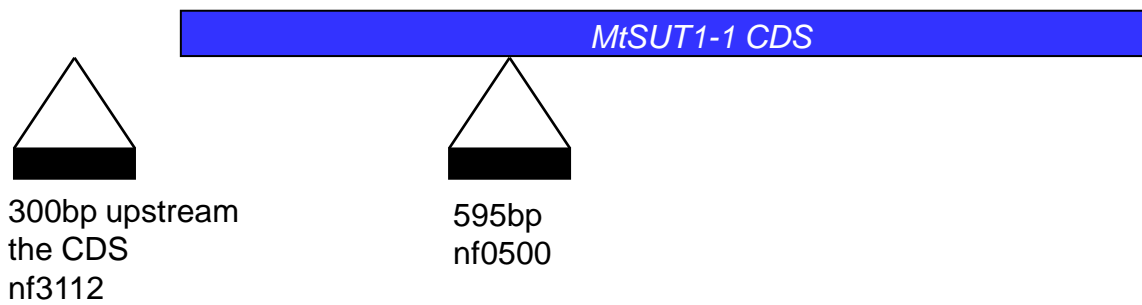 MtSUT1-1 CDS
300bp upstream
the CDS
nf3112
595bp
nf0500